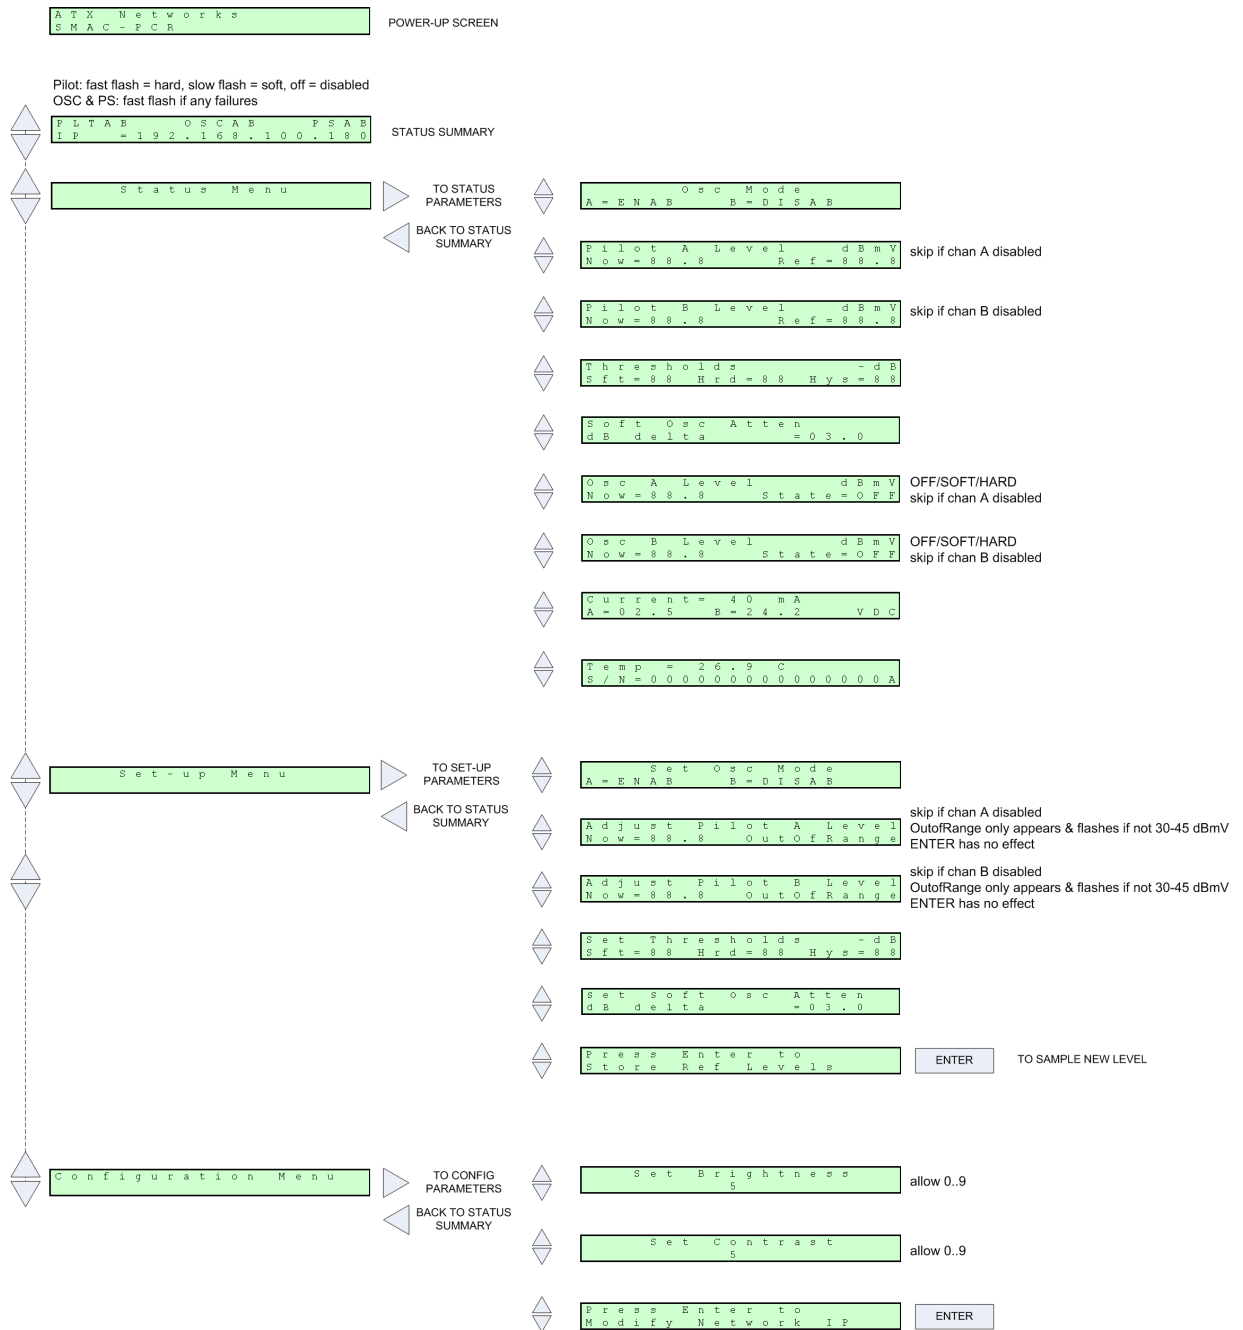 ATX Networks
SMAC-PCR
POWER-UP SCREEN
Pilot: fast flash = hard, slow flash = soft, off = disabled
OSC & PS: fast flash if any failures
PLTAB OSCAB PSAB
IP =192.168.100.180
STATUS SUMMARY
Status Menu
TO STATUS
PARAMETERS
BACK TO STATUS
SUMMARY
Osc Mode
A=ENAB B=DISAB
Pilot A Level dBmV
Now=88.8 Ref=88.8
skip if chan A disabled
Pilot B Level dBmV
Now=88.8 Ref=88.8
skip if chan B disabled
Thresholds -dB
Sft=88 Hrd=88 Hys=88
Soft Osc Atten
dB delta =03.0
Osc A Level dBmV
Now=88.8 State=OFF
OFF/SOFT/HARD
skip if chan A disabled
Osc B Level dBmV
Now=88.8 State=OFF
OFF/SOFT/HARD
skip if chan B disabled
Current= 40 mA
A=02.5 B=24.2 VDC
Temp = 26.9 C
S/N=000000000000000A
Set-up Menu
TO SET-UP
PARAMETERS
BACK TO STATUS
SUMMARY
Set Osc Mode
A=ENAB B=DISAB
Adjust Pilot A Level
Now=88.8 OutOfRange
skip if chan A disabled
OutofRange only appears & flashes if not 30-45 dBmV
ENTER has no effect
Adjust Pilot B Level
Now=88.8 OutOfRange
skip if chan B disabled
OutofRange only appears & flashes if not 30-45 dBmV
ENTER has no effect
Set Thresholds -dB
Sft=88 Hrd=88 Hys=88
Set Soft Osc Atten
dB delta =03.0
Press Enter to
Store Ref Levels
ENTER
TO SAMPLE NEW LEVEL
Configuration Menu
TO CONFIG
PARAMETERS
BACK TO STATUS
SUMMARY
Set Brightness
5
allow 0..9
Set Contrast
5
allow 0..9
Press Enter to
Modify Network IP
ENTER